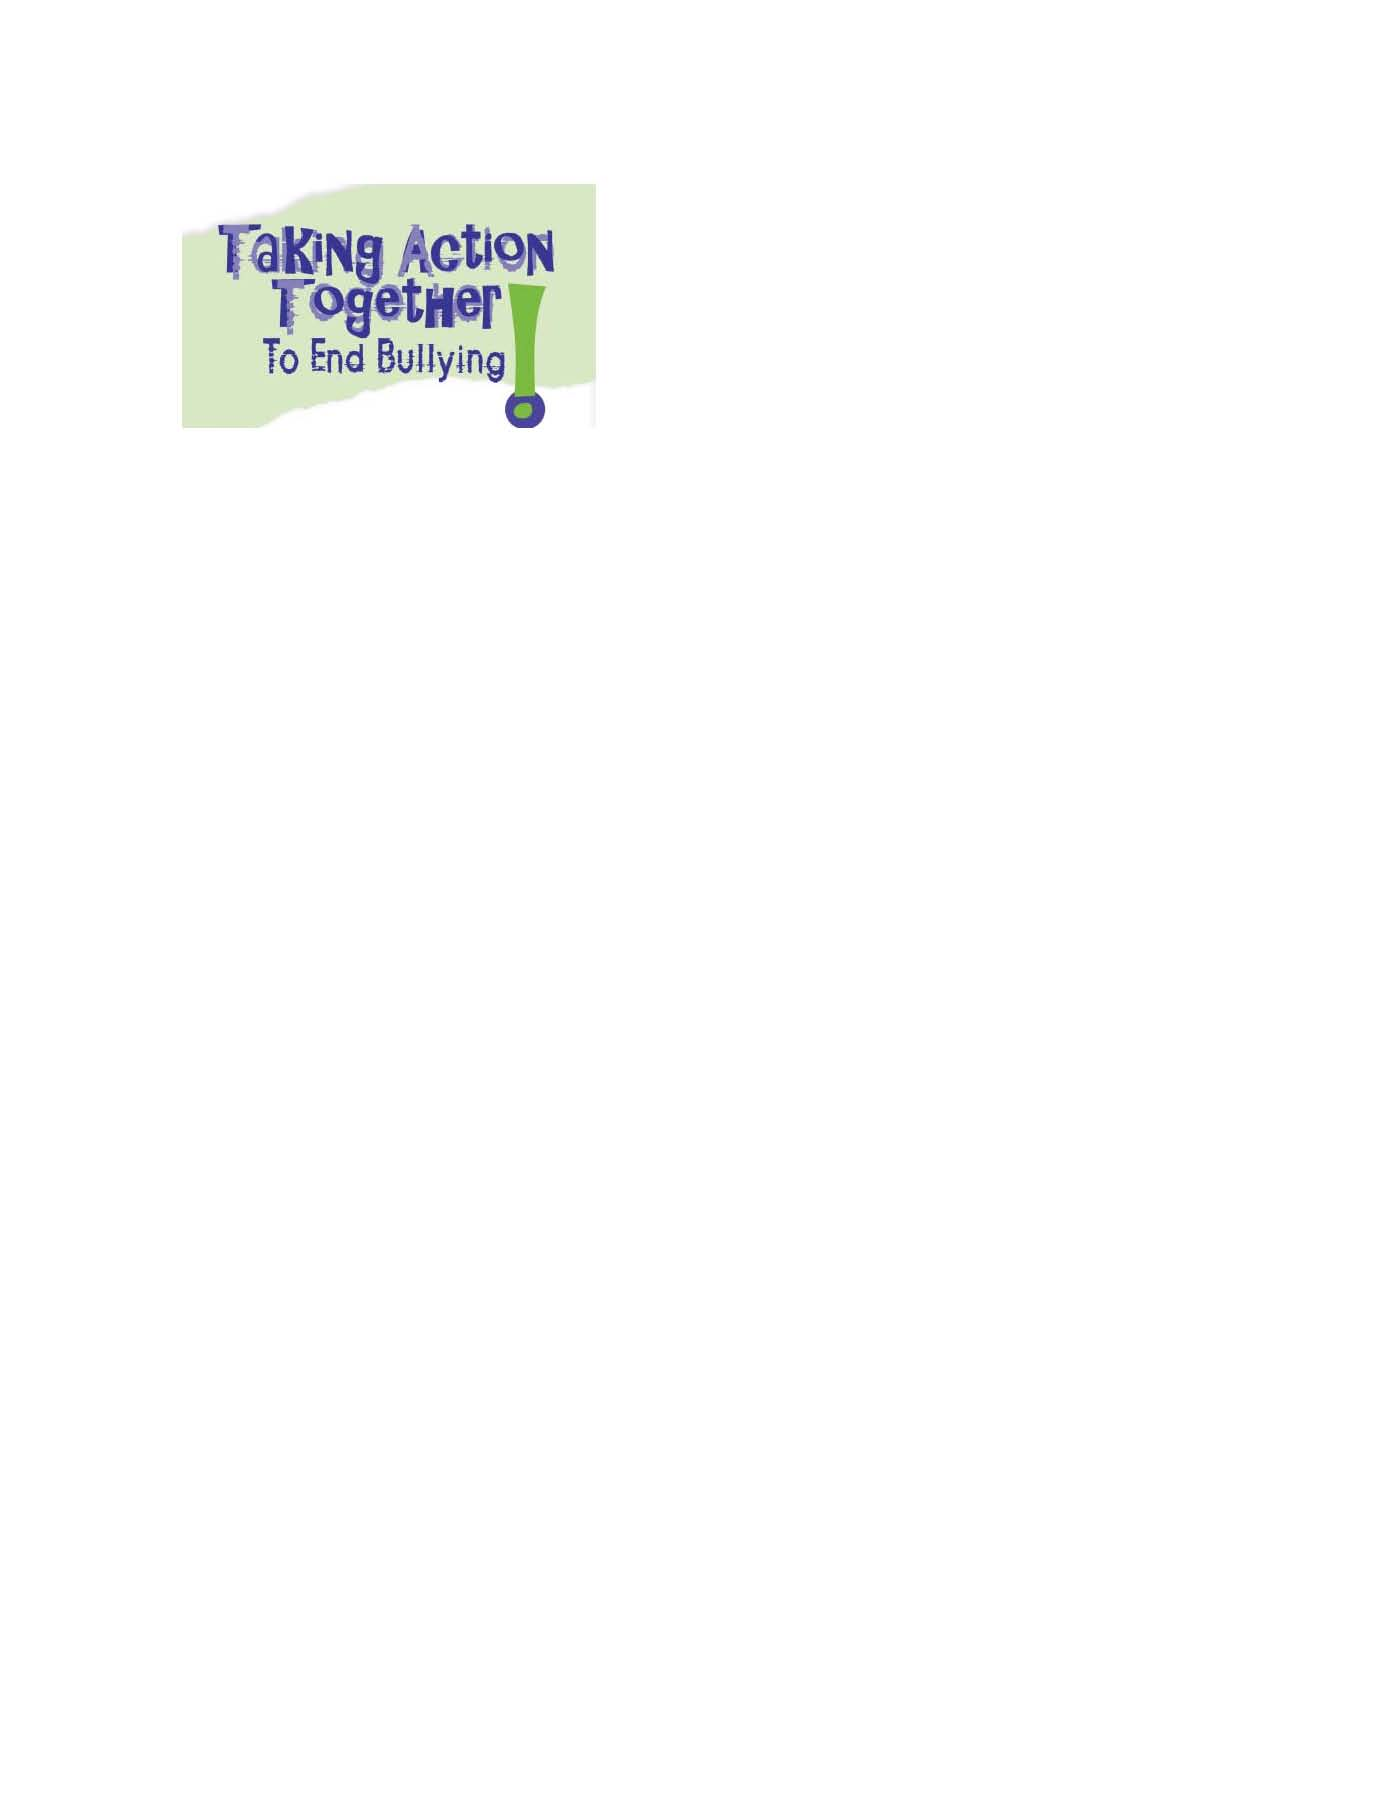 Taking Action
Together
To End Bullying!